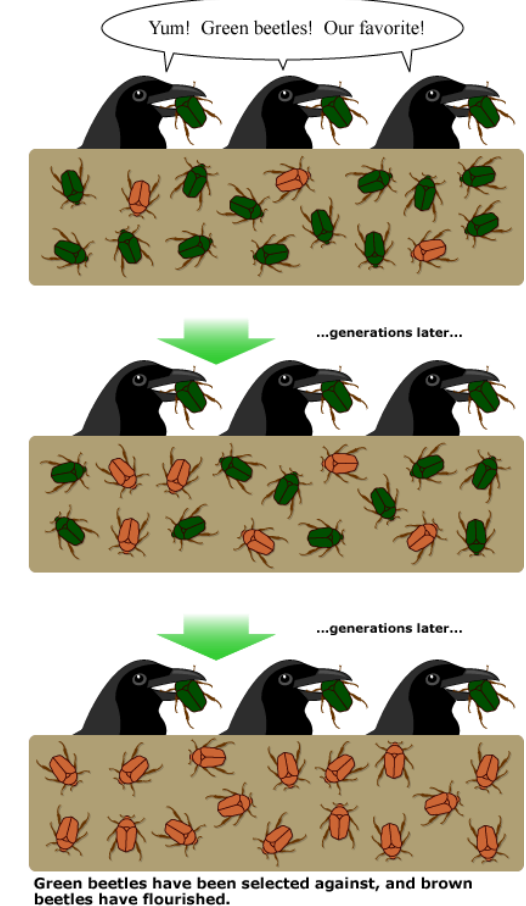 Yum! Green beetles! Our favorite!
...generations later...
...generations later...
Green beetles have been selected against, and brown
beetles have flourished.